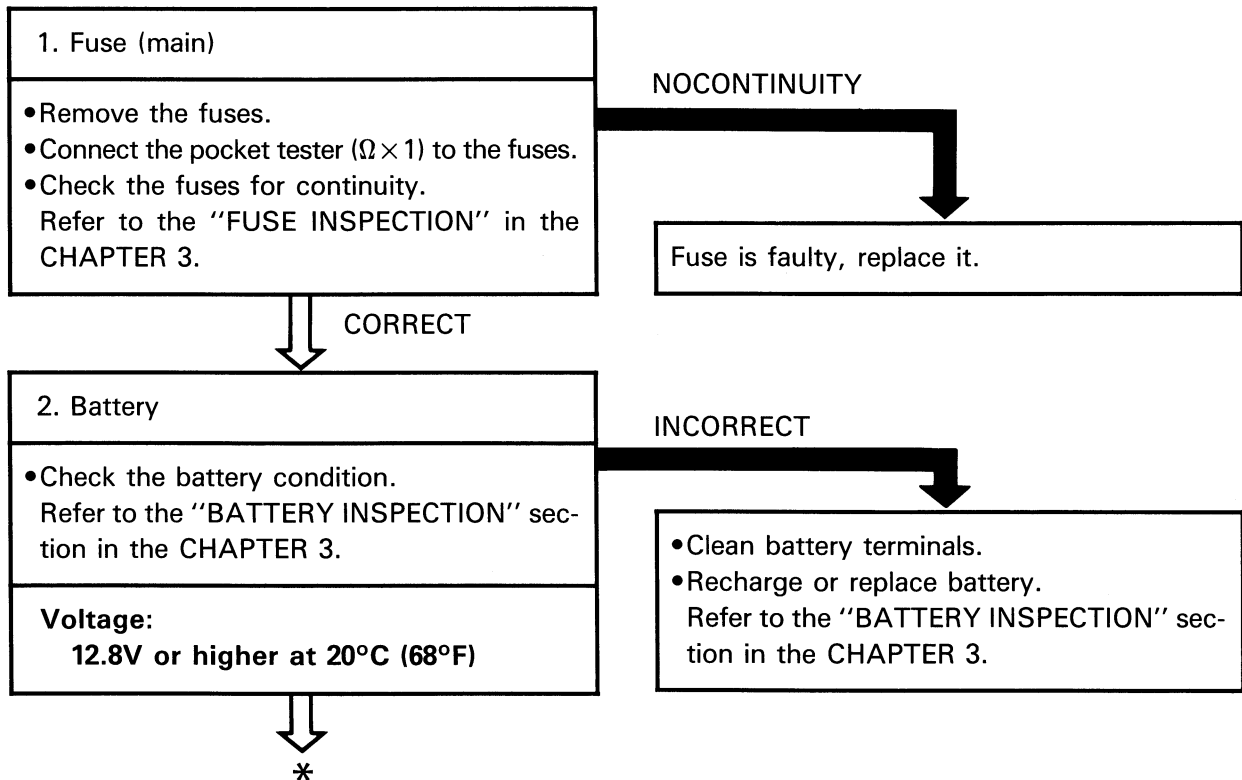 1. Fuse (main)
•Remove the fuses.
•Connect the pocket tester (Ω×1) to the fuses.
•Check the fuses for continuity.
Refer to the “FUSE INSPECTION” in the
CHAPTER 3.
NOCONTINUITY
Fuse is faulty, replace it.
CORRECT
2. Battery
•Check the battery condition.
Refer to the “BATTERY INSPECTION” sec-
tion in the CHAPTER 3.
Voltage:
12.8V or higher at 20°C (68°F)
INCORRECT
•Clean battery terminals.
•Recharge or replace battery.
Refer to the “BATTERY INSPECTION” sec-
tion in the CHAPTER 3.
*